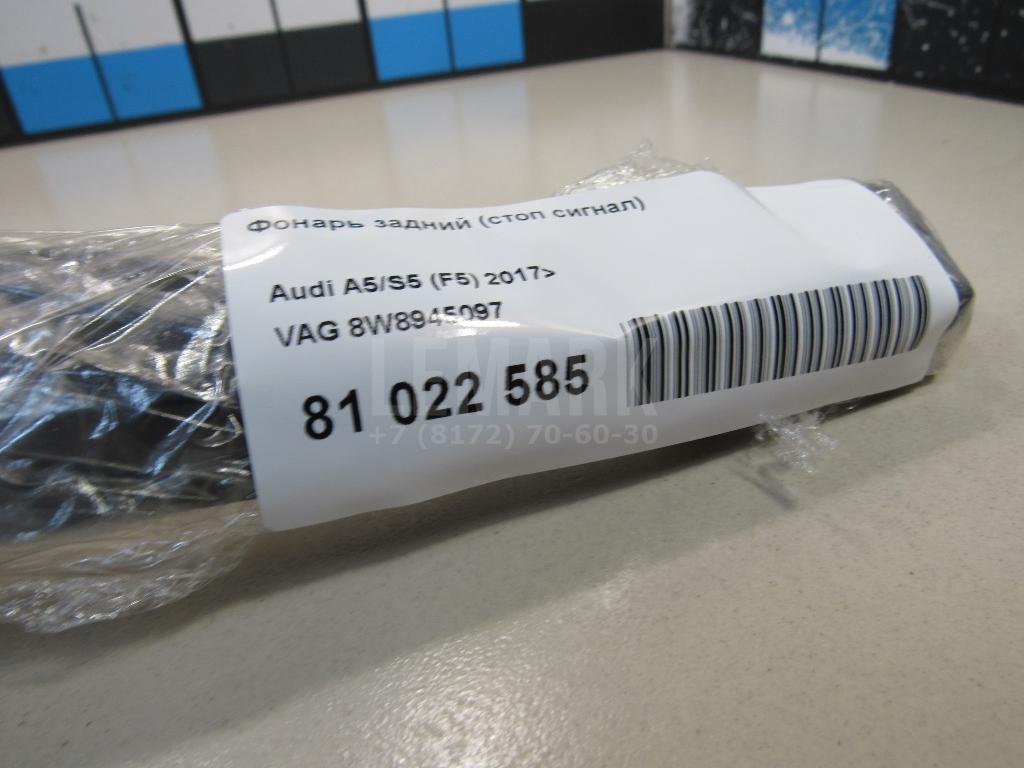 Фонарь задний (стоп сигнал)
Audi A5/S5 (F5) 2017>
VAG 8W8945097
81 022 585
LEMARK
+7 (8172) 70-60-30